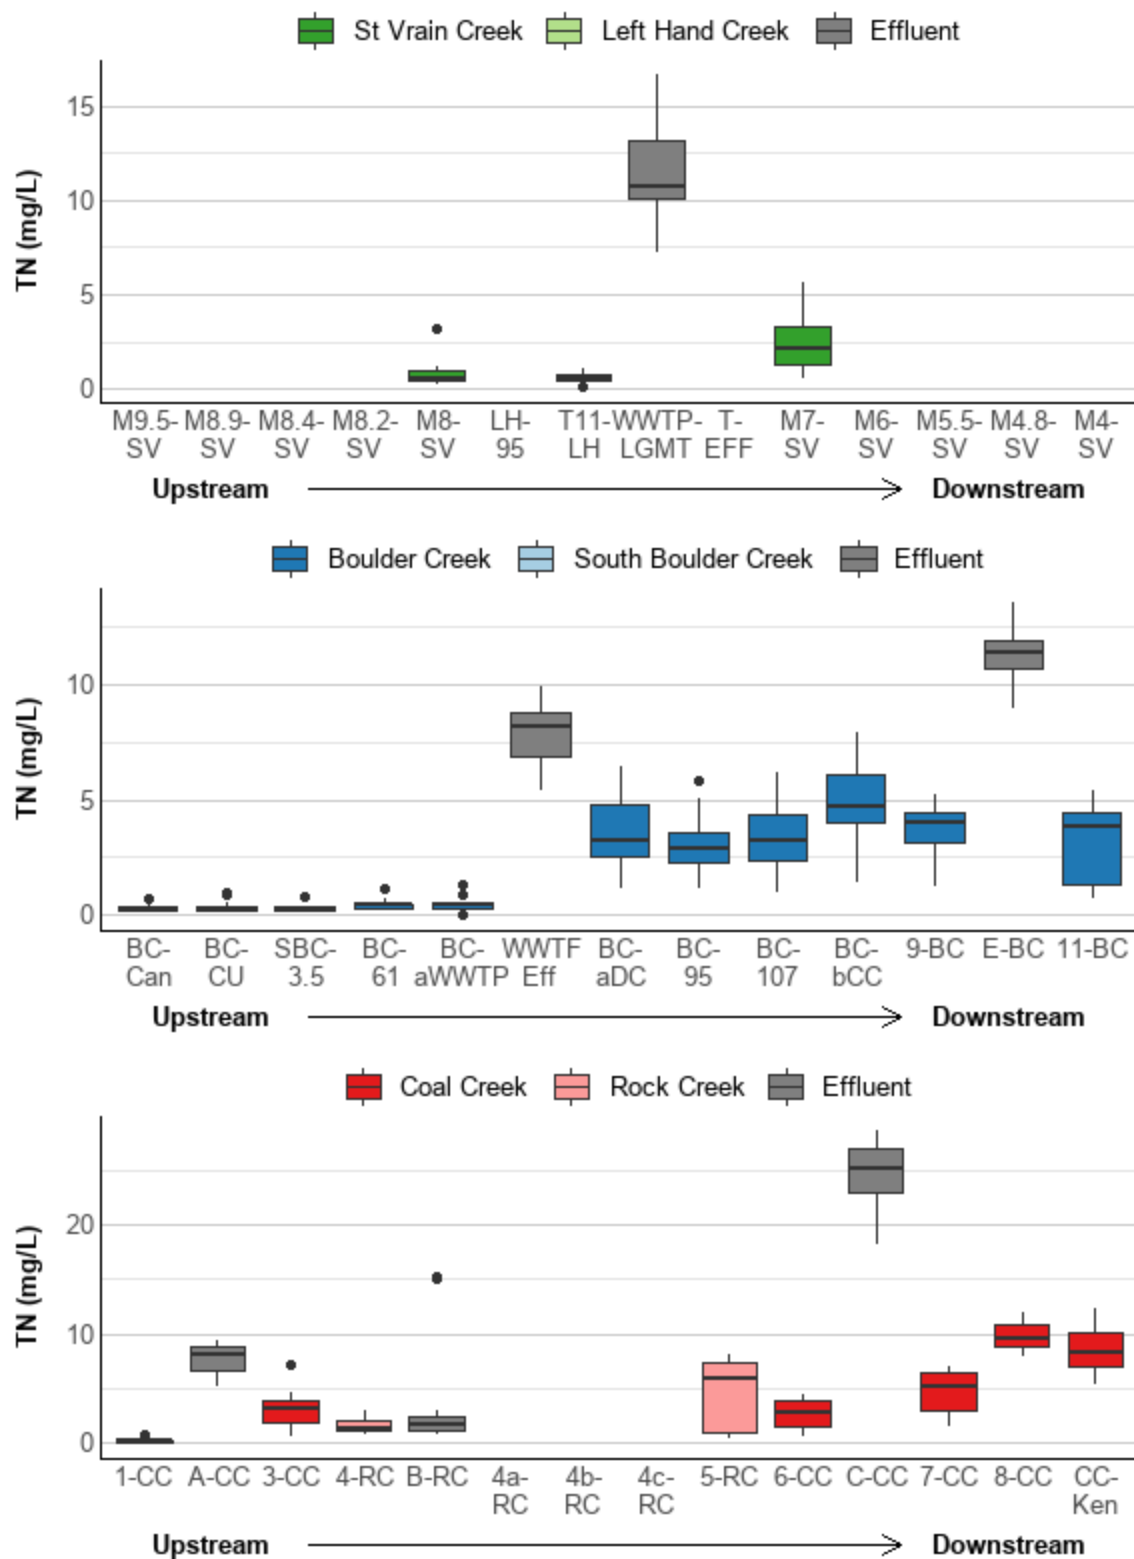 St Vrain Creek Left Hand Creek Effluent
TN (mg/L)
15
10
5
0
M9.5- M8.9- M8.4- M8.2- M8- LH- T11- WWTP- T- M7- M6- M5.5- M4.8- M4-
SV SV SV SV SV 95 LH LGMT EFF SV SV SV SV SV
Upstream Downstream
Boulder Creek South Boulder Creek Effluent
TN (mg/L)
10
5
0
BC- BC- SBC- BC- BC- WWTF BC- BC- BC- BC- 9-BC E-BC 11-BC
Can CU 3.5 61 aWWTP Eff aDC 95 107 bCC
Upstream Downstream
Coal Creek Rock Creek Effluent
TN (mg/L)
20
10
0
1-CC A-CC 3-CC 4-RC B-RC 4a- 4b- 4c- 5-RC 6-CC C-CC 7-CC 8-CC CC-
RC RC RC Ken
Upstream Downstream